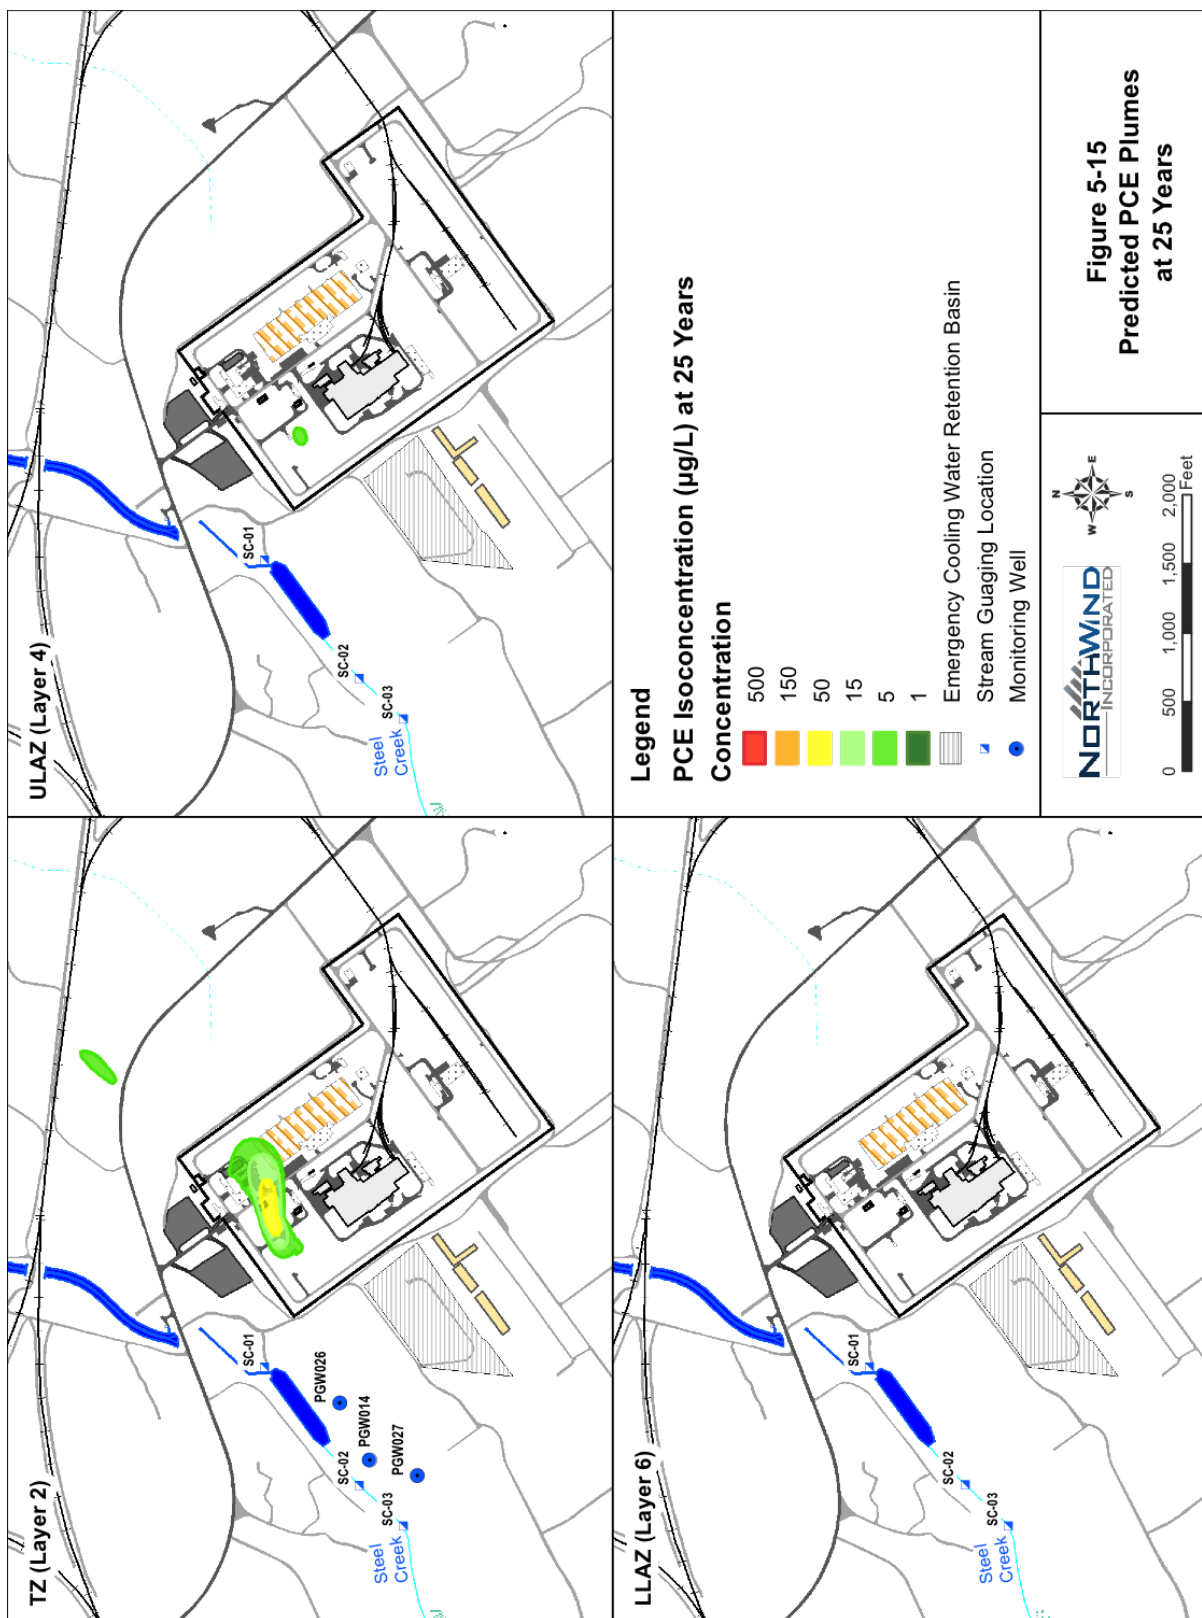 TZ (Layer 2)
SC-01
PGW026
PGW014
SC-02
PGW027
SC-03
Steel
Creek
ULAZ (Layer 4)
SC-01
SC-02
SC-03
Steel
Creek
LLAZ (Layer 6)
SC-01
SC-02
SC-03
Steel
Creek
Legend
PCE Isoconcentration (µg/L) at 25 Years
Concentration
500
150
50
15
5
1
Emergency Cooling Water Retention Basin
Stream Guaging Location
Monitoring Well
NORTHWIND
INCORPORATED
N
W E
S
0 500 1,000 1,500 2,000
Feet
Figure 5-15
Predicted PCE Plumes
at 25 Years